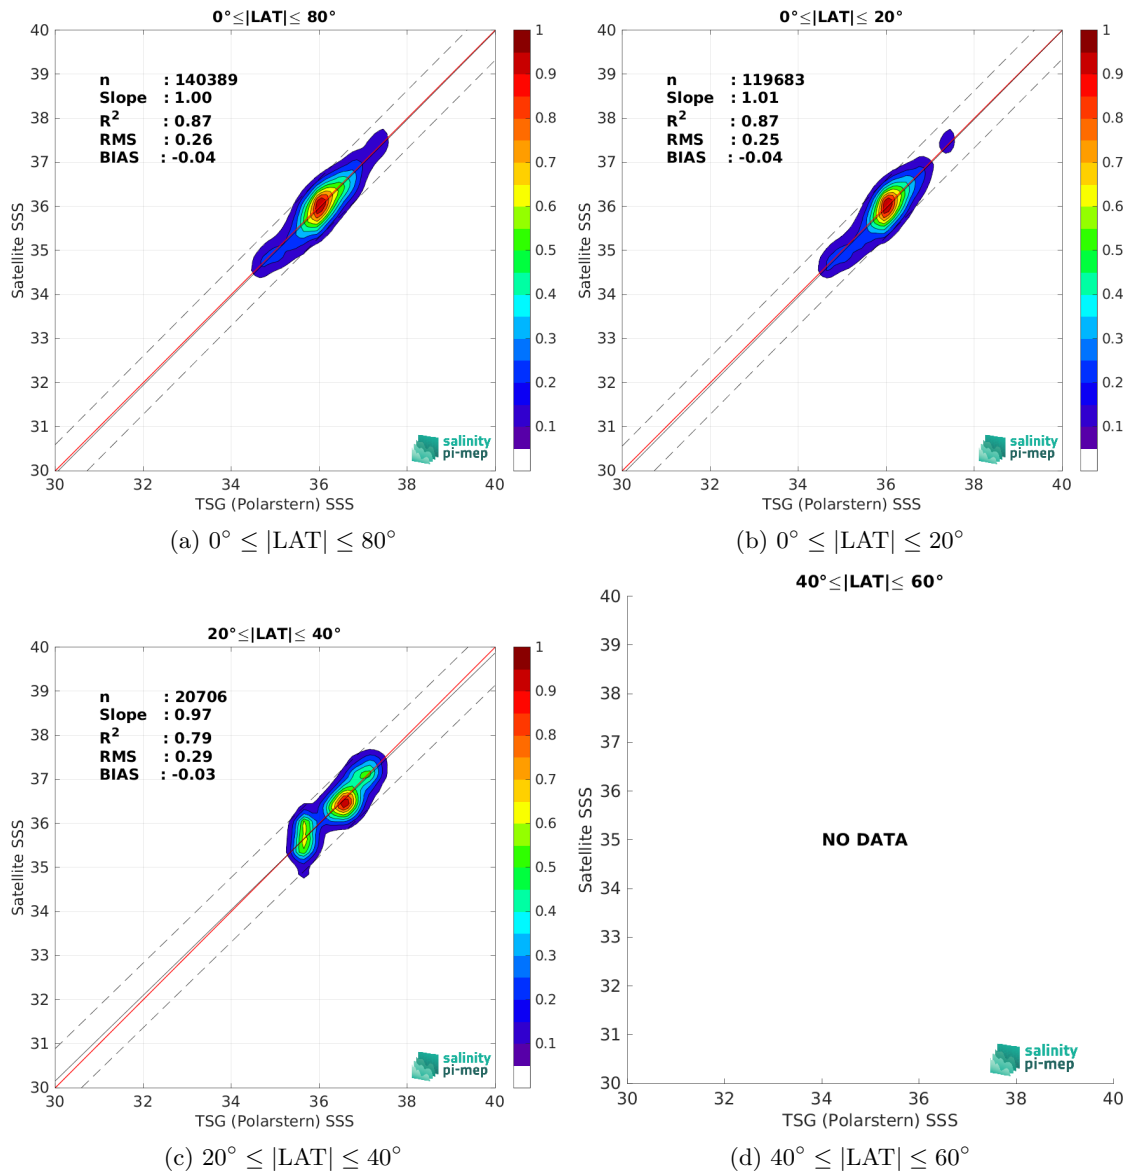 0°≤|LAT|≤ 80°
40
39
38
37
36
35
34
33
32
31
30
Satellite SSS
n : 140389
Slope : 1.00
R² : 0.87
RMS : 0.26
BIAS : -0.04
1
0.9
0.8
0.7
0.6
0.5
0.4
0.3
0.2
0.1
salinity
pi-mep
30 32 34 36 38 40
TSG (Polarstern) SSS
(a) 0° ≤ |LAT| ≤ 80°
0°≤|LAT|≤ 20°
40
39
38
37
36
35
34
33
32
31
30
Satellite SSS
n : 119683
Slope : 1.01
R² : 0.87
RMS : 0.25
BIAS : -0.04
1
0.9
0.8
0.7
0.6
0.5
0.4
0.3
0.2
0.1
salinity
pi-mep
30 32 34 36 38 40
TSG (Polarstern) SSS
(b) 0° ≤ |LAT| ≤ 20°
20°≤|LAT|≤ 40°
40
39
38
37
36
35
34
33
32
31
30
Satellite SSS
n : 20706
Slope : 0.97
R² : 0.79
RMS : 0.29
BIAS : -0.03
1
0.9
0.8
0.7
0.6
0.5
0.4
0.3
0.2
0.1
salinity
pi-mep
30 32 34 36 38 40
TSG (Polarstern) SSS
(c) 20° ≤ |LAT| ≤ 40°
40°≤|LAT|≤ 60°
40
39
38
37
36
35
34
33
32
31
30
Satellite SSS
NO DATA
salinity
pi-mep
30 32 34 36 38 40
TSG (Polarstern) SSS
(d) 40° ≤ |LAT| ≤ 60°